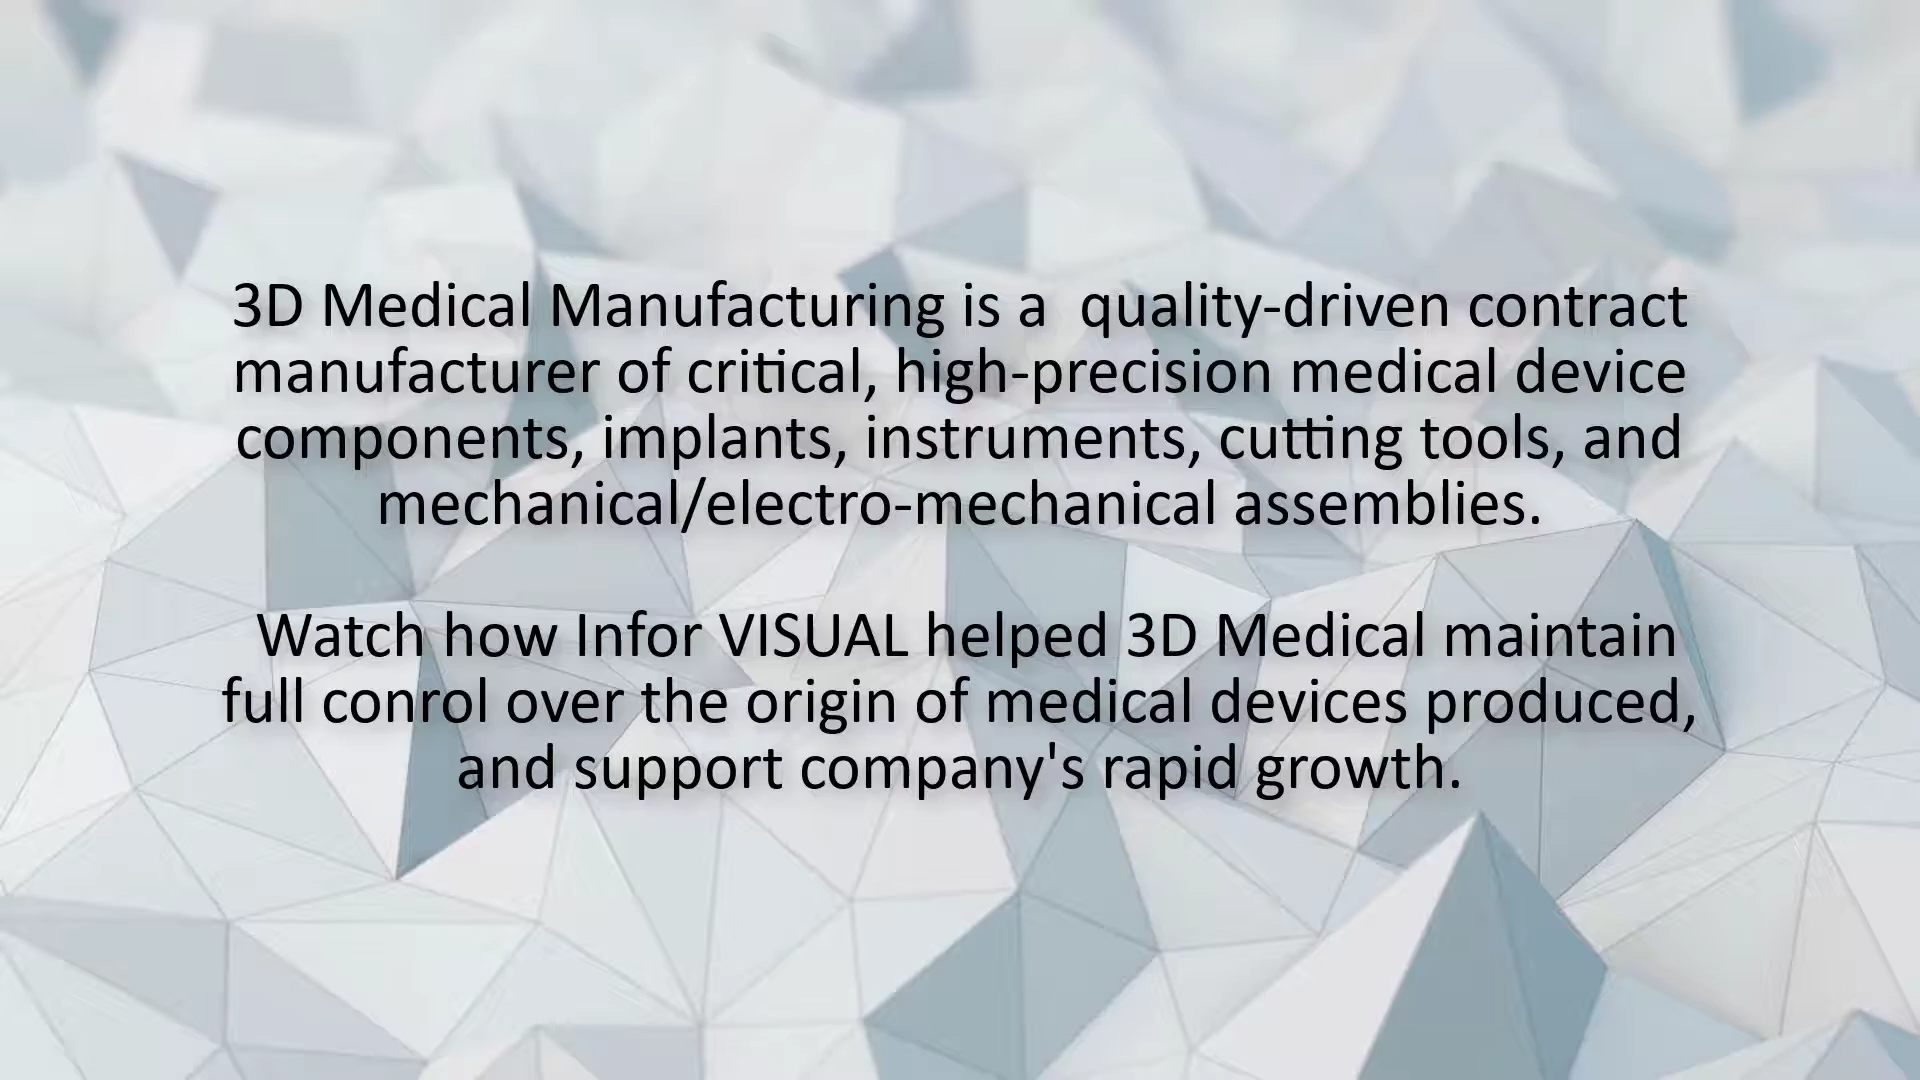 3D Medical Manufacturing is a  quality-driven contract
manufacturer of critical, high-precision medical device
components, implants, instruments, cutting tools, and
mechanical/electro-mechanical assemblies.
Watch how Infor VISUAL helped 3D Medical maintain
full conrol over the origin of medical devices produced,
and support company's rapid growth.